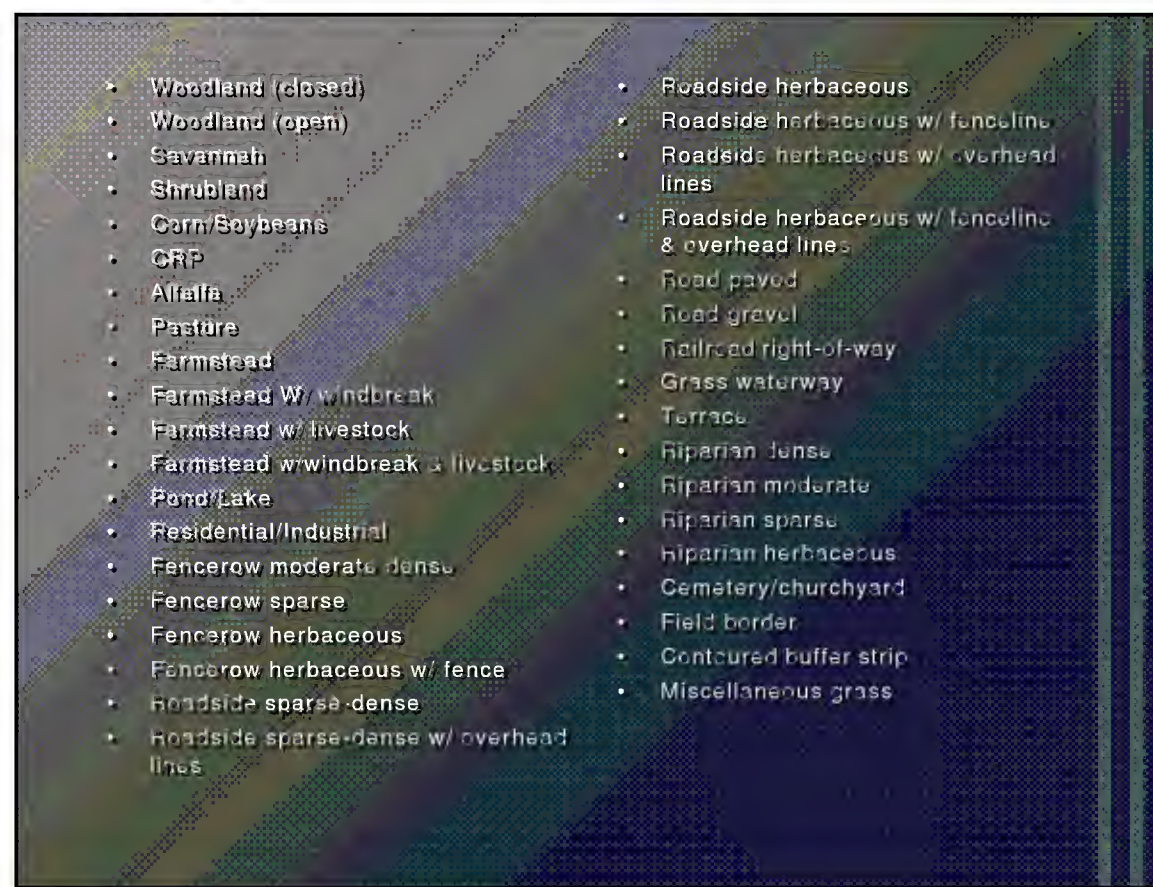 • Woodland (closed)
• Woodland (open)
• Savannah
• Shrubland
• Corn/Soybeans
• CRP
• Alfalfa
• Pasture
• Farmstead
• Farmstead W/ windbreak
• Farmstead w/ livestock
• Farmstead w/windbreak & livestock
• Pond/Lake
• Residential/Industrial
• Fencerow moderate dense
• Fencerow sparse
• Fencerow herbaceous
• Fencerow herbaceous w/ fence
• Roadside sparse-dense
• Roadside sparse-dense w/ overhead
lines
• Roadside herbaceous
• Roadside herbaceous w/ fenceline
• Roadside herbaceous w/ overhead
lines
• Roadside herbaceous w/ fenceline
& overhead lines
• Road paved
• Road gravel
• Railroad right-of-way
• Grass waterway
• Terrace
• Riparian dense
• Riparian moderate
• Riparian sparse
• Riparian herbaceous
• Cemetery/churchyard
• Field border
• Contoured buffer strip
• Miscellaneous grass